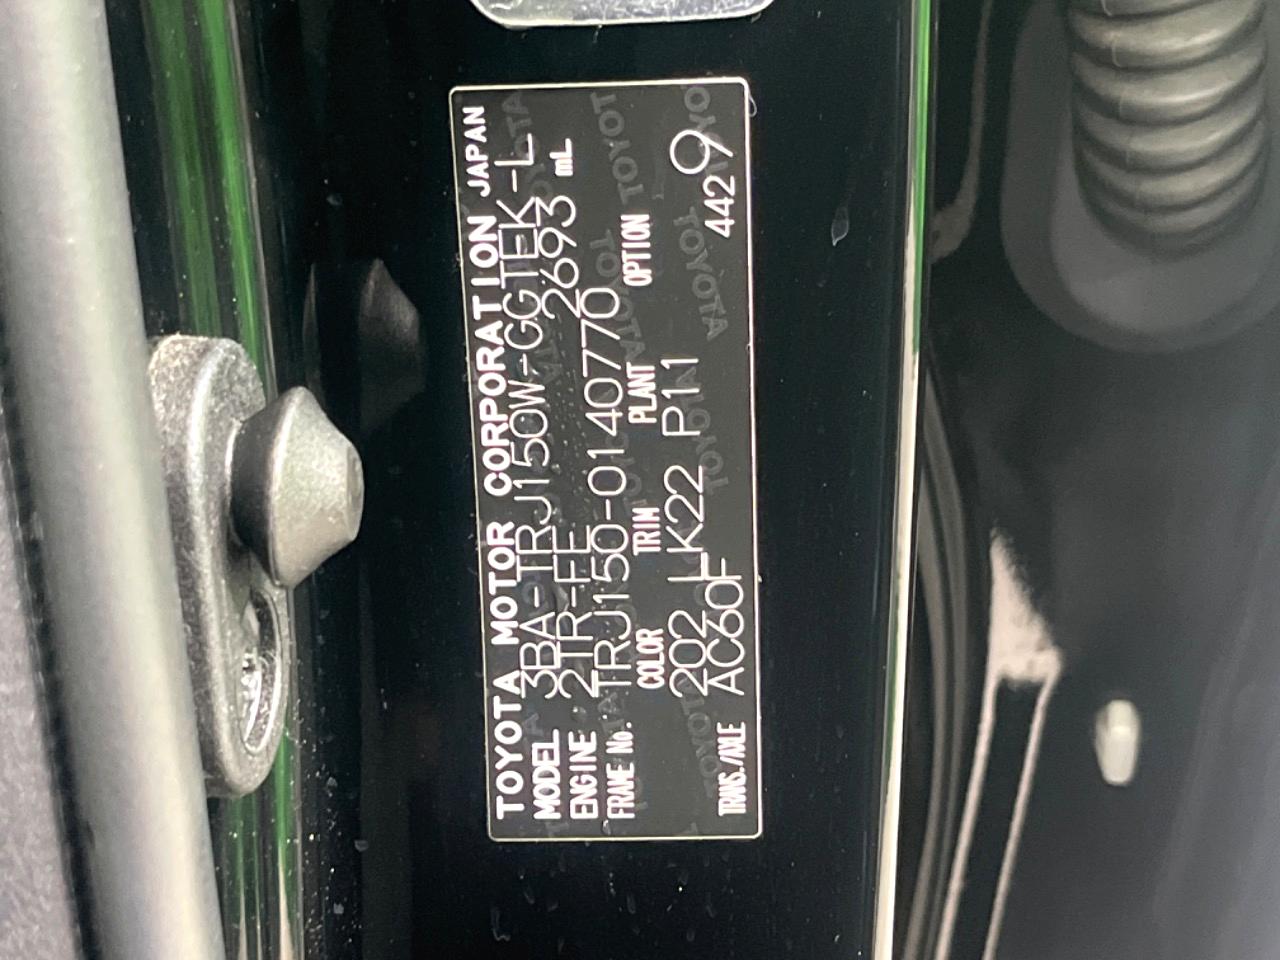 TOYOTA MOTOR CORPORATION JAPAN
MODEL 3BA-TRJ150W-GGTEK-L
ENGINE 2TR-FE 2693 mL
FRAME No. TRJ150-0140770
COLOR TRIM PLANT OPTION
202 LK22 P11 Q
TRANS./AXLE AC60F 4429